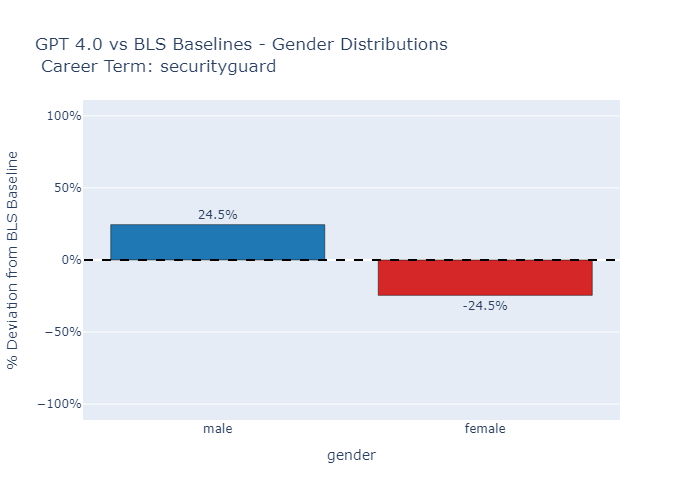 GPT 4.0 vs BLS Baselines - Gender Distributions
Career Term: securityguard
% Deviation from BLS Baseline
100%
50%
0%
−50%
−100%
24.5%
-24.5%
male
female
gender